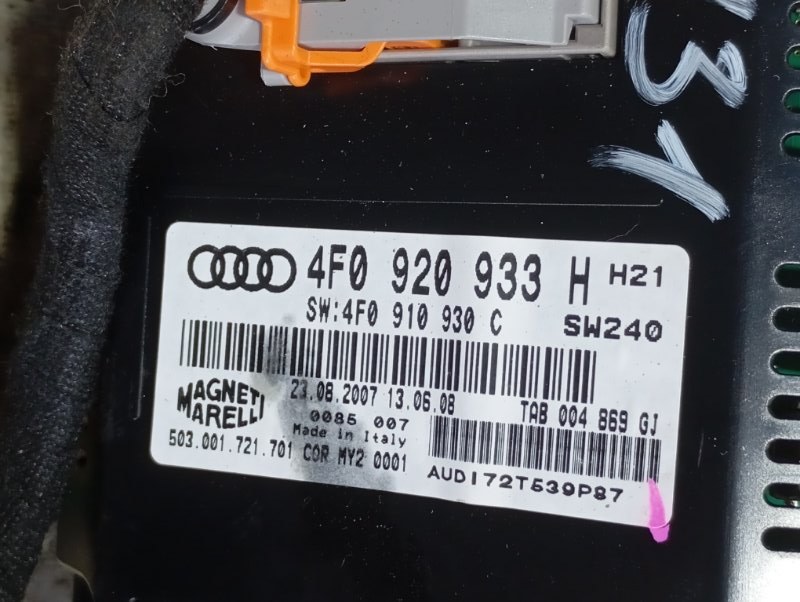 31
4F0 920 933 H H21
SW:4F0 910 930 C SW240
23.08.2007 13.06.08 TAB 004 869 GJ
MAGNETI
MARELLI
0085 007
Made in Italy
503.001.721.701 COR MY2 0001
AUDI72T539P87